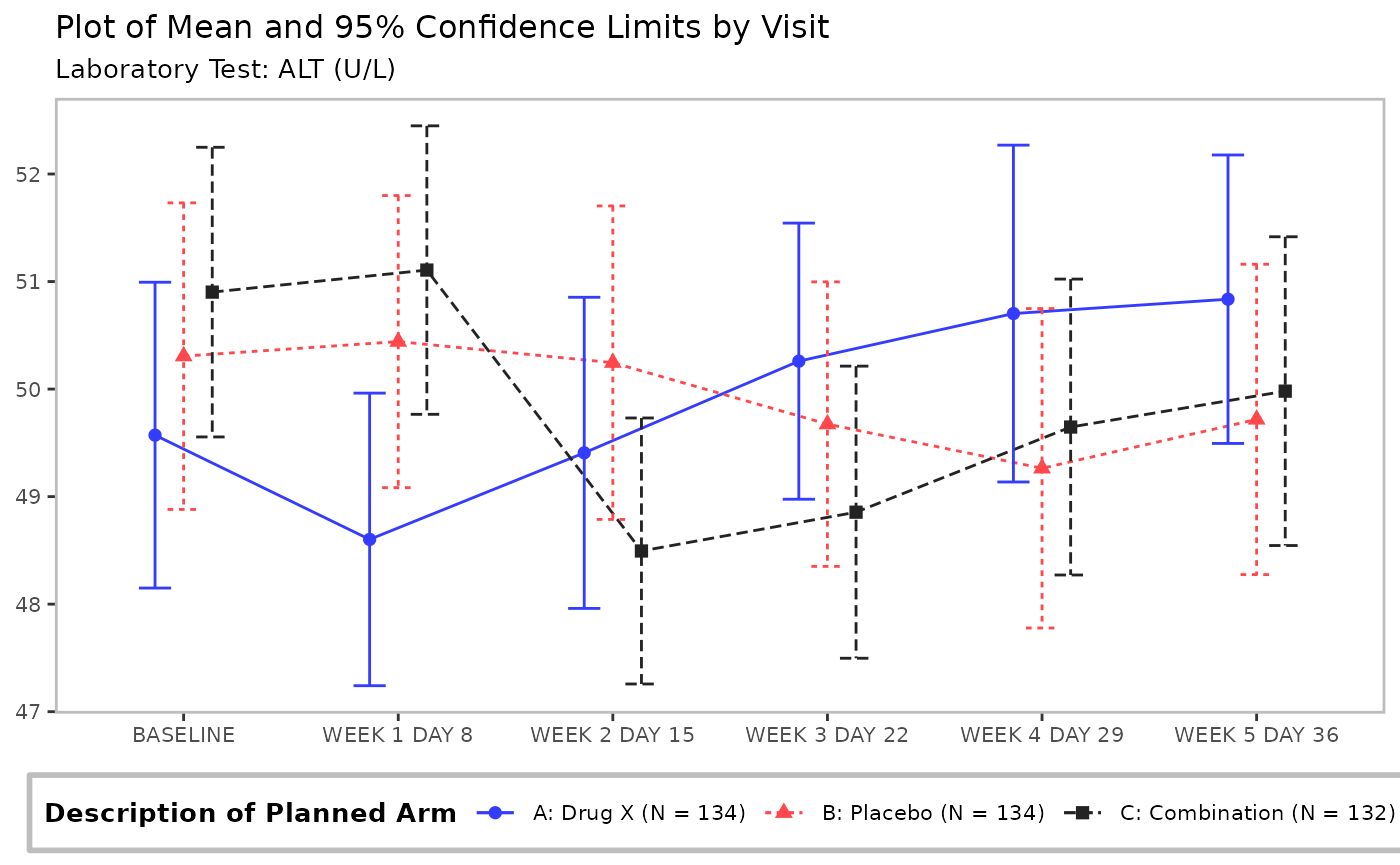 Plot of Mean and 95% Confidence Limits by Visit
Laboratory Test: ALT (U/L)
52
51
50
49
48
47
BASELINE WEEK 1 DAY 8 WEEK 2 DAY 15 WEEK 3 DAY 22 WEEK 4 DAY 29 WEEK 5 DAY 36
Description of Planned Arm A: Drug X (N = 134) B: Placebo (N = 134) C: Combination (N = 132)